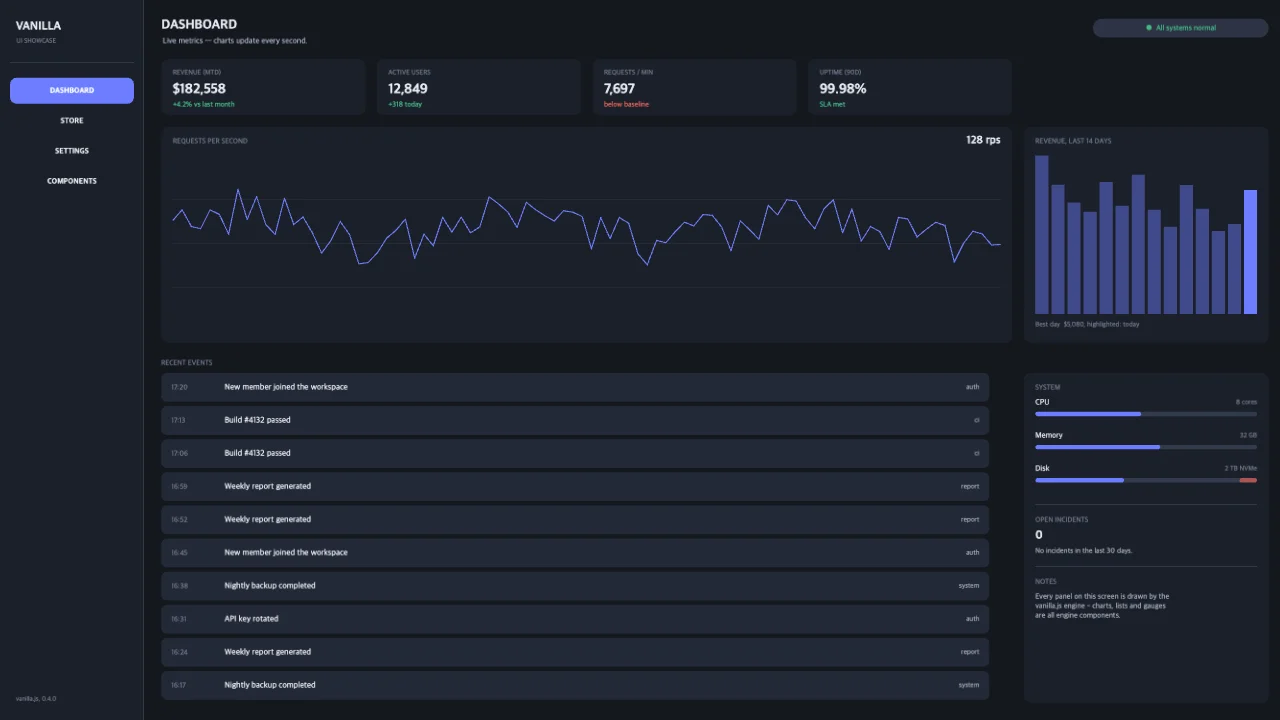 VANILLA
UI SHOWCASE
DASHBOARD
STORE
SETTINGS
COMPONENTS
vanilla.js, 0.4.0
DASHBOARD
Live metrics — charts update every second.
All systems normal
REVENUE (MTD)
$182,558
+4.2% vs last month
ACTIVE USERS
12,849
+318 today
REQUESTS / MIN
7,697
below baseline
UPTIME (90D)
99.98%
SLA met
REQUESTS PER SECOND
128 rps
REVENUE, LAST 14 DAYS
Best day $5,080, highlighted: today
RECENT EVENTS
17:20 New member joined the workspace auth
17:13 Build #4132 passed ci
17:06 Build #4132 passed ci
16:59 Weekly report generated report
16:52 Weekly report generated report
16:45 New member joined the workspace auth
16:38 Nightly backup completed system
16:31 API key rotated auth
16:24 Weekly report generated report
16:17 Nightly backup completed system
SYSTEM
CPU 8 cores
Memory 32 GB
Disk 2 TB
OPEN INCIDENTS
0
No incidents in the last 30 days.
NOTES
Every panel on this screen is drawn by the
vanilla.js engine – charts, lists and gauges
are all engine components.